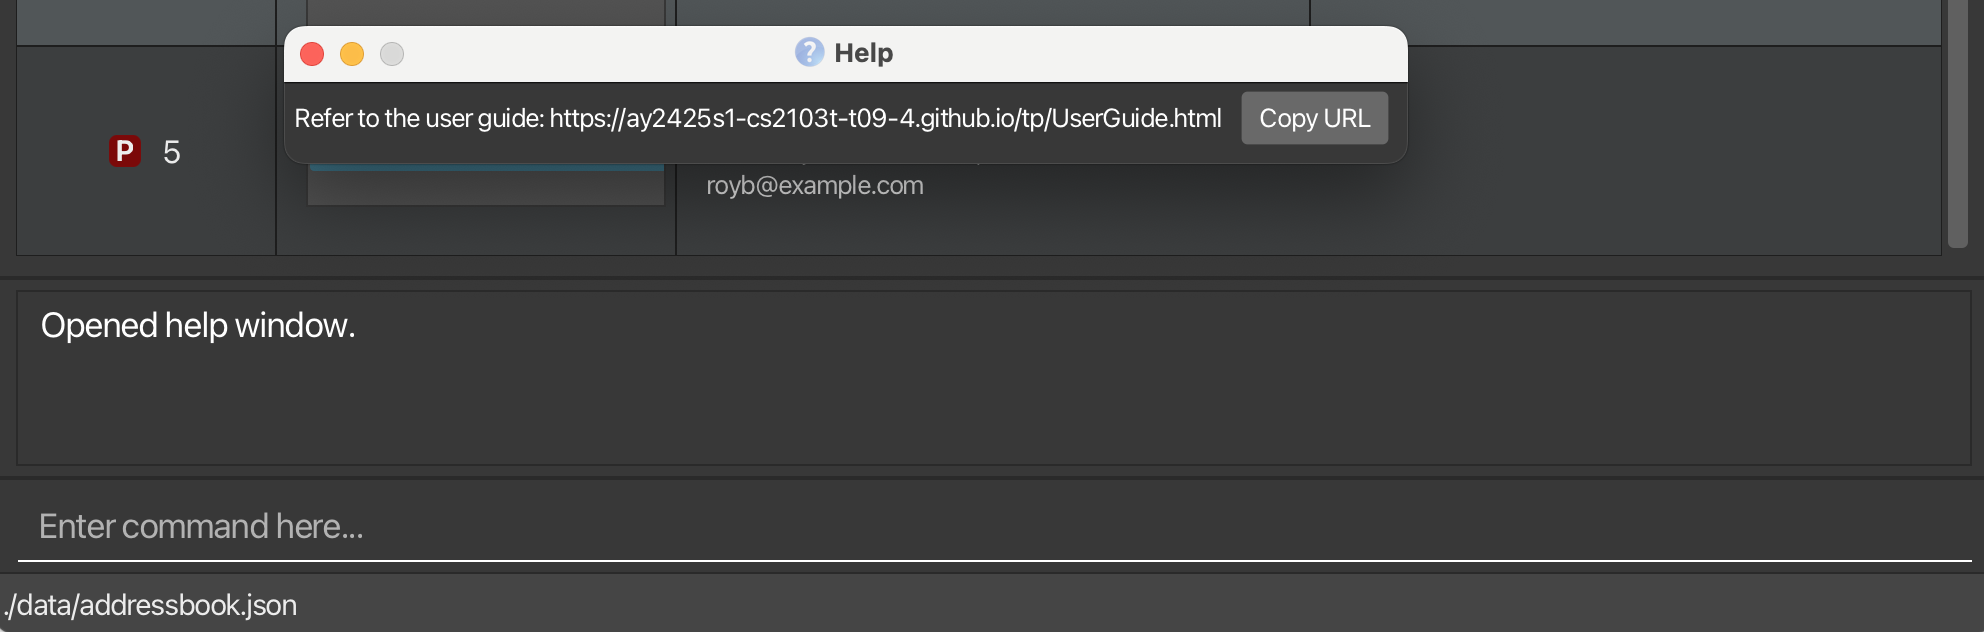 Help
Refer to the user guide: https://ay2425s1-cs2103t-t09-4.github.io/tp/UserGuide.html Copy URL
P 5
royb@example.com
Opened help window.
Enter command here...
./data/addressbook.json